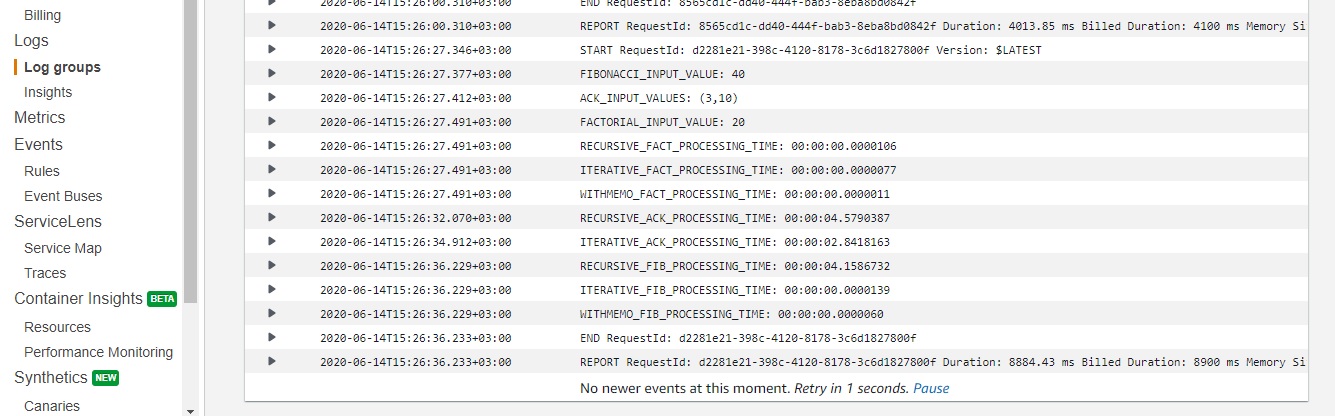 Billing
Logs
Log groups
Insights
Metrics
Events
Rules
Event Buses
ServiceLens
Service Map
Traces
Container Insights BETA
Resources
Performance Monitoring
Synthetics NEW
Canaries
2020-06-14T15:26:00.310+03:00 END RequestId: 8565cd1c-dd40-444f-bab3-8eba8bd0842f
2020-06-14T15:26:00.310+03:00 REPORT RequestId: 8565cd1c-dd40-444f-bab3-8eba8bd0842f Duration: 4013.85 ms Billed Duration: 4100 ms Memory Si
2020-06-14T15:26:27.346+03:00 START RequestId: d2281e21-398c-4120-8178-3c6d1827800f Version: $LATEST
2020-06-14T15:26:27.377+03:00 FIBONACCI_INPUT_VALUE: 40
2020-06-14T15:26:27.412+03:00 ACK_INPUT_VALUES: (3,10)
2020-06-14T15:26:27.491+03:00 FACTORIAL_INPUT_VALUE: 20
2020-06-14T15:26:27.491+03:00 RECURSIVE_FACT_PROCESSING_TIME: 00:00:00.0000106
2020-06-14T15:26:27.491+03:00 ITERATIVE_FACT_PROCESSING_TIME: 00:00:00.0000077
2020-06-14T15:26:27.491+03:00 WITHMEMO_FACT_PROCESSING_TIME: 00:00:00.0000011
2020-06-14T15:26:32.070+03:00 RECURSIVE_ACK_PROCESSING_TIME: 00:00:04.5790387
2020-06-14T15:26:34.912+03:00 ITERATIVE_ACK_PROCESSING_TIME: 00:00:02.8418163
2020-06-14T15:26:36.229+03:00 RECURSIVE_FIB_PROCESSING_TIME: 00:00:04.1586732
2020-06-14T15:26:36.229+03:00 ITERATIVE_FIB_PROCESSING_TIME: 00:00:00.0000139
2020-06-14T15:26:36.229+03:00 WITHMEMO_FIB_PROCESSING_TIME: 00:00:00.0000060
2020-06-14T15:26:36.233+03:00 END RequestId: d2281e21-398c-4120-8178-3c6d1827800f
2020-06-14T15:26:36.233+03:00 REPORT RequestId: d2281e21-398c-4120-8178-3c6d1827800f Duration: 8884.43 ms Billed Duration: 8900 ms Memory Si
No newer events at this moment. Retry in 1 seconds. Pause